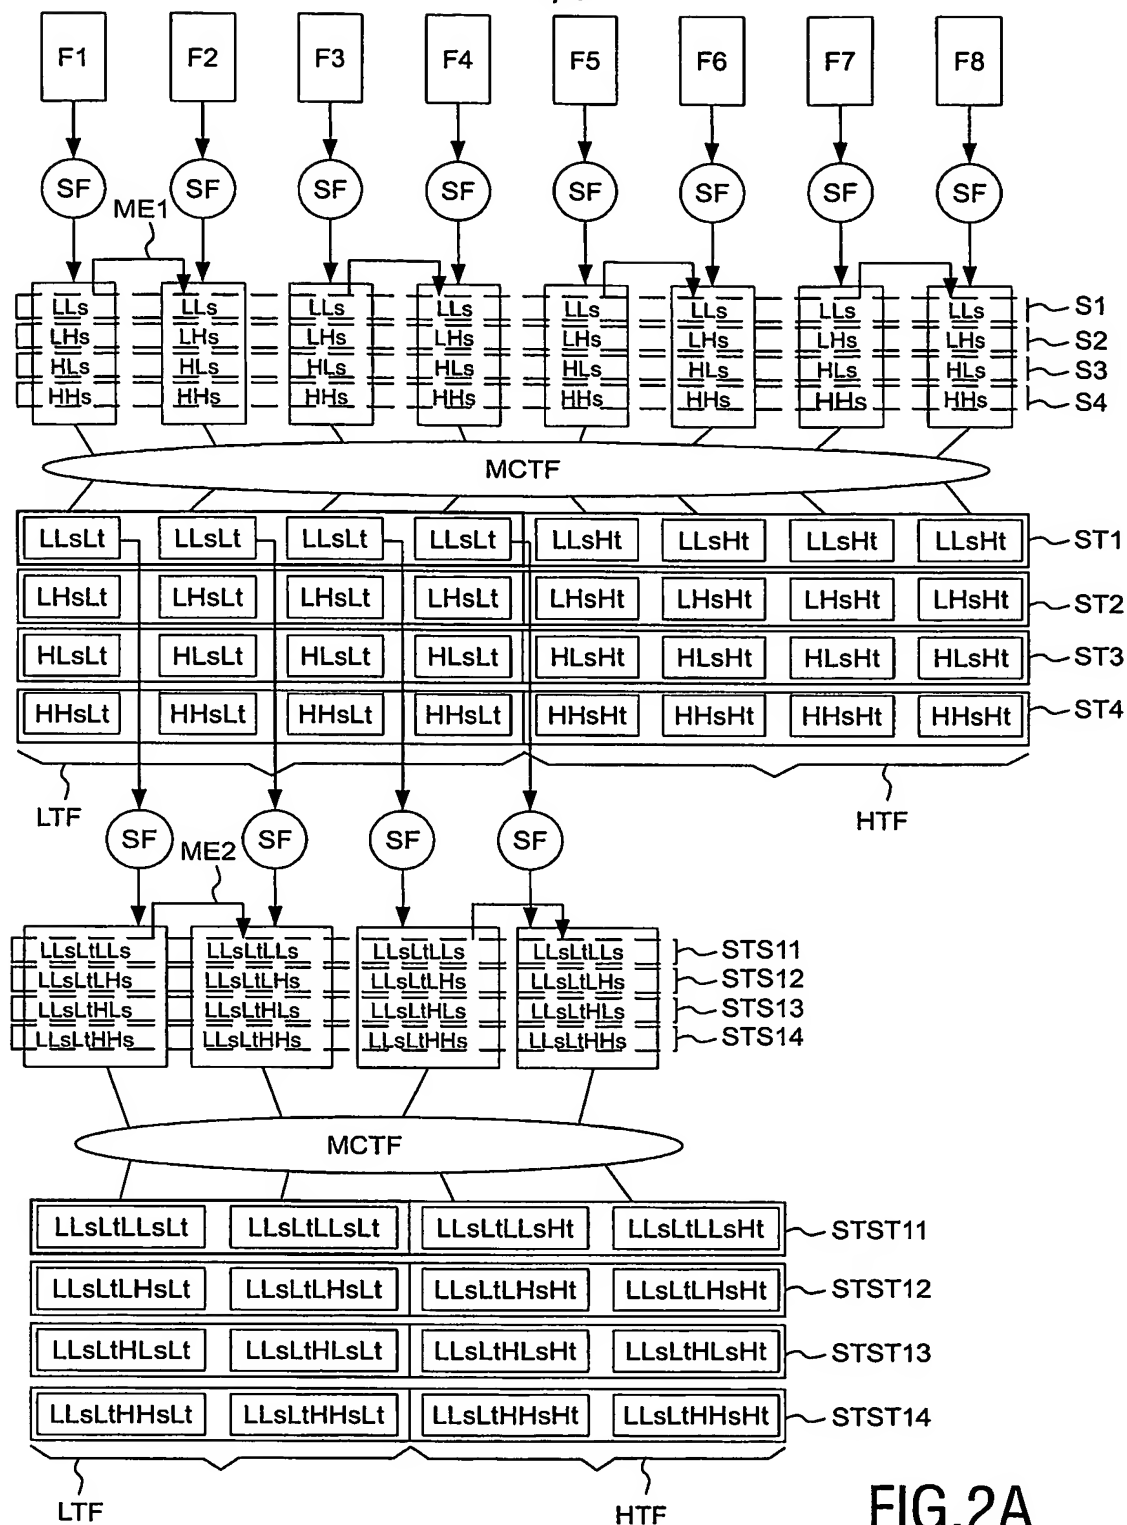 F1 F2 F3 F4 F5 F6 F7 F8
SF SF SF SF SF SF SF SF
ME1
LLs LLs LLs LLs LLs LLs LLs LLs S1
LHs LHs LHs LHs LHs LHs LHs LHs S2
HLs HLs HLs HLs HLs HLs HLs HLs S3
HHs HHs HHs HHs HHs HHs HHs HHs S4
MCTF
LLsLt LLsLt LLsLt LLsLt LLsHt LLsHt LLsHt LLsHt ST1
LHsLt LHsLt LHsLt LHsLt LHsHt LHsHt LHsHt LHsHt ST2
HLsLt HLsLt HLsLt HLsLt HLsHt HLsHt HLsHt HLsHt ST3
HHsLt HHsLt HHsLt HHsLt HHsHt HHsHt HHsHt HHsHt ST4
LTF HTF
SF SF SF SF
ME2
LLsLtLLs LLsLtLLs LLsLtLLs LLsLtLLs STS11
LLsLtLHs LLsLtLHs LLsLtLHs LLsLtLHs STS12
LLsLtHLs LLsLtHLs LLsLtHLs LLsLtHLs STS13
LLsLtHHs LLsLtHHs LLsLtHHs LLsLtHHs STS14
MCTF
LLsLtLLsLt LLsLtLLsLt LLsLtLLsHt LLsLtLLsHt STST11
LLsLtLHsLt LLsLtLHsLt LLsLtLHsHt LLsLtLHsHt STST12
LLsLtHLsLt LLsLtHLsLt LLsLtHLsHt LLsLtHLsHt STST13
LLsLtHHsLt LLsLtHHsLt LLsLtHHsHt LLsLtHHsHt STST14
LTF HTF
FIG.2A